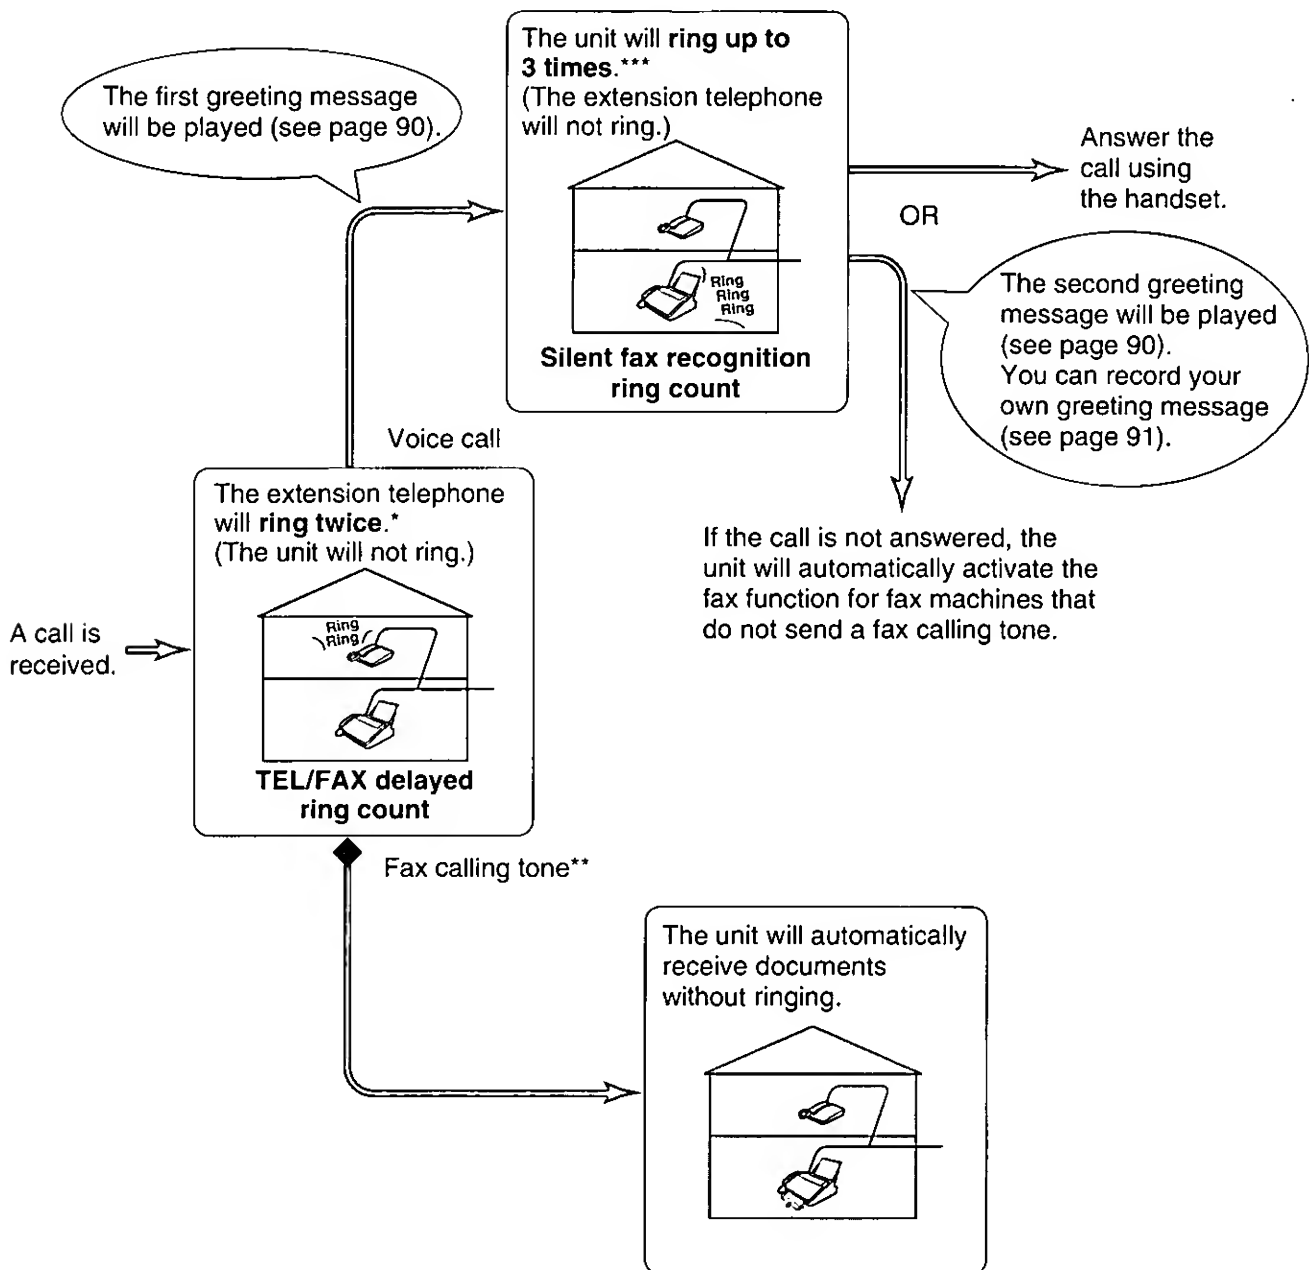 The unit will ring up to
3 times.***
(The extension telephone
will not ring.)
Ring
Ring
Ring
Silent fax recognition
ring count
The first greeting message
will be played (see page 90).
Answer the
call using
the handset.
OR
The second greeting
message will be played
(see page 90).
You can record your
own greeting message
(see page 91).
If the call is not answered, the
unit will automatically activate the
fax function for fax machines that
do not send a fax calling tone.
Voice call
The extension telephone
will ring twice.*
(The unit will not ring.)
Ring
Ring
TEL/FAX delayed
ring count
A call is
received.
Fax calling tone**
The unit will automatically
receive documents
without ringing.